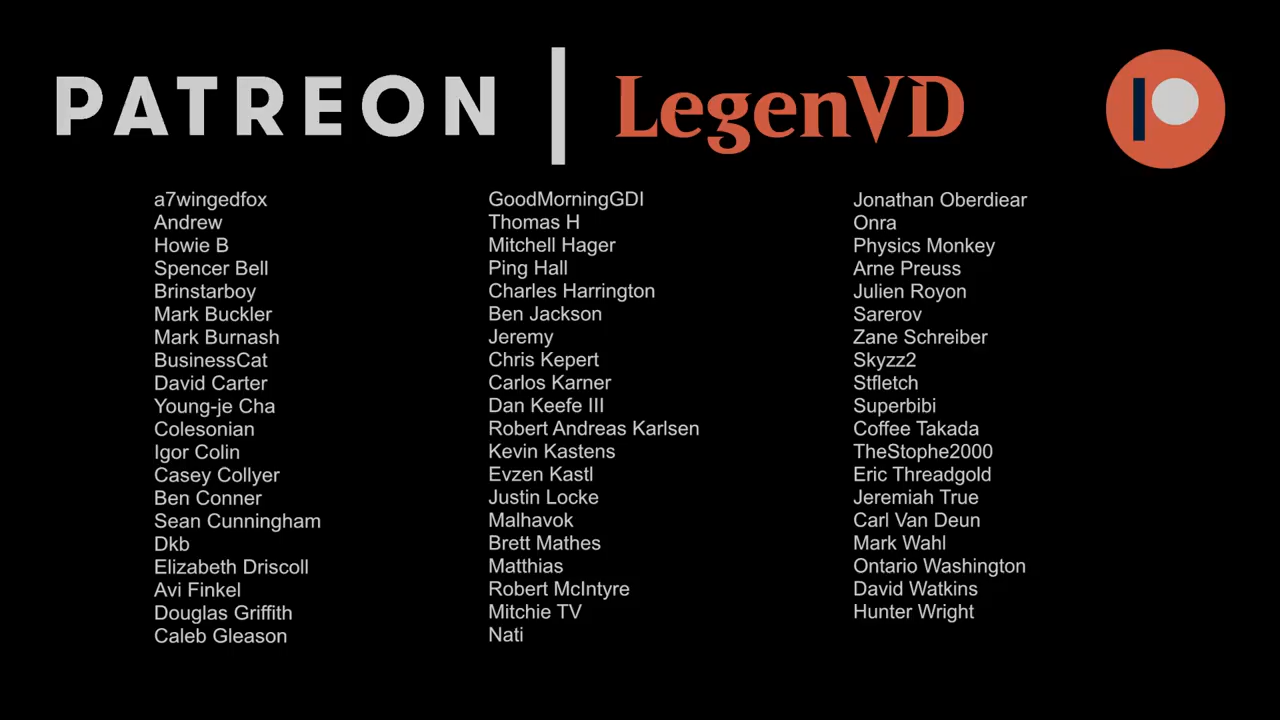 PATREON | LegenVD
a7wingedfox
Andrew
Howie B
Spencer Bell
Brinstarboy
Mark Buckler
Mark Burnash
BusinessCat
David Carter
Young-je Cha
Colesonian
Igor Colin
Casey Collyer
Ben Conner
Sean Cunningham
Dkb
Elizabeth Driscoll
Avi Finkel
Douglas Griffith
Caleb Gleason
GoodMorningGDI
Thomas H
Mitchell Hager
Ping Hall
Charles Harrington
Ben Jackson
Jeremy
Chris Kepert
Carlos Karner
Dan Keefe III
Robert Andreas Karlsen
Kevin Kastens
Evzen Kastl
Justin Locke
Malhavok
Brett Mathes
Matthias
Robert McIntyre
Mitchie TV
Nati
Jonathan Oberdiear
Onra
Physics Monkey
Arne Preuss
Julien Royon
Sarerov
Zane Schreiber
Skyzz2
Stfletch
Superbibi
Coffee Takada
TheStophe2000
Eric Threadgold
Jeremiah True
Carl Van Deun
Mark Wahl
Ontario Washington
David Watkins
Hunter Wright